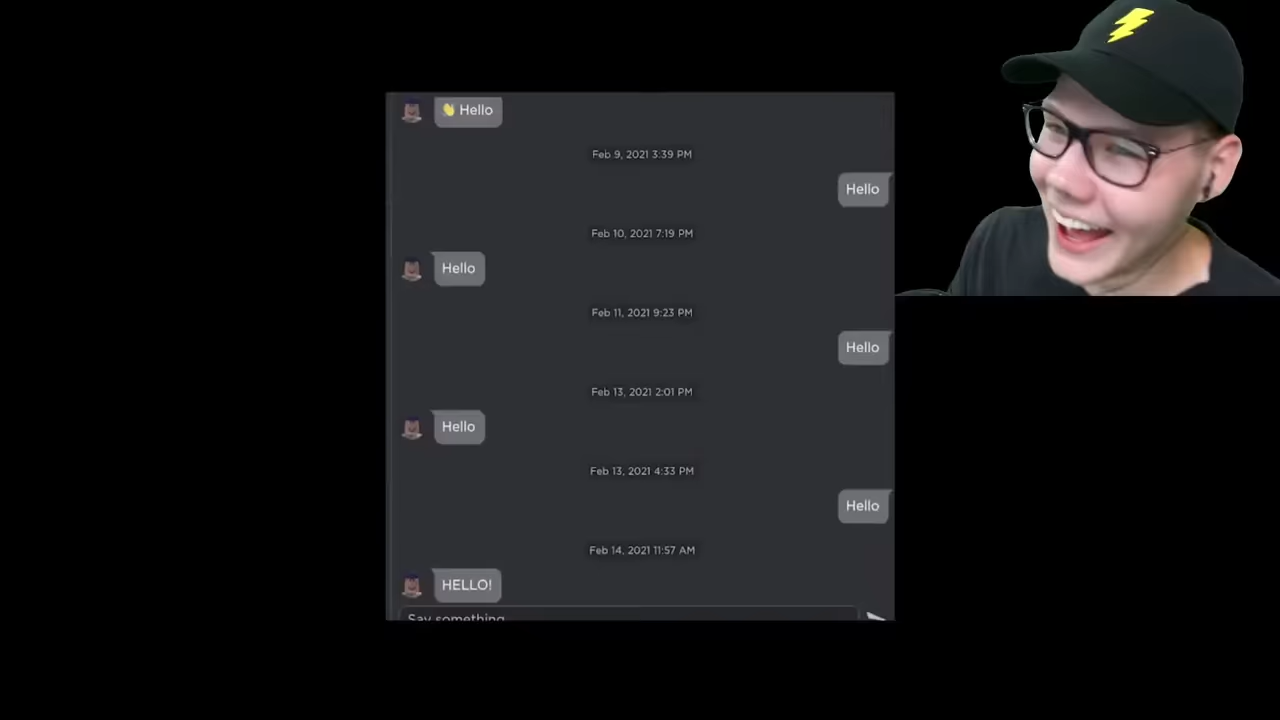 👋 Hello
Feb 9, 2021 3:39 PM
Hello
Feb 10, 2021 7:19 PM
Hello
Feb 11, 2021 9:23 PM
Hello
Feb 13, 2021 2:01 PM
Hello
Feb 13, 2021 4:33 PM
Hello
Feb 14, 2021 11:57 AM
HELLO!
Say something